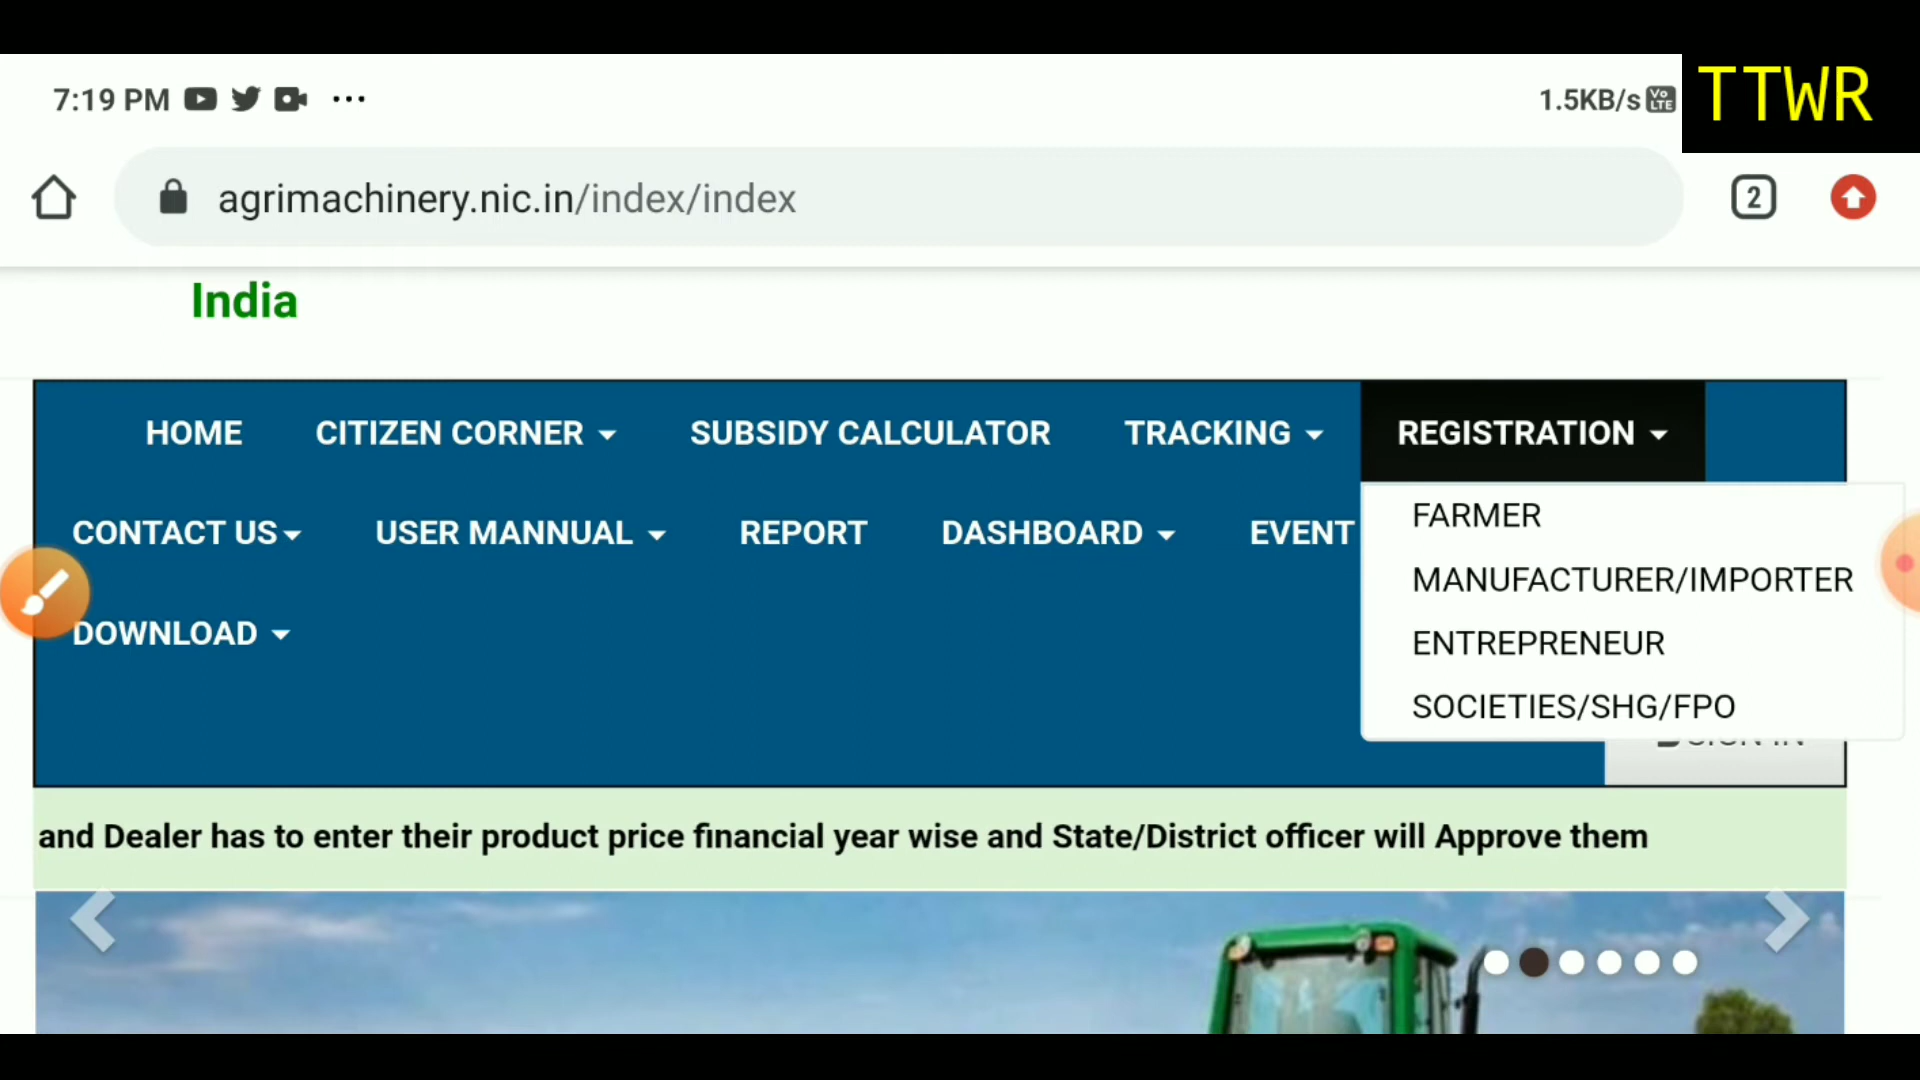 TTWR
7:19 PM ... 1.5KB/s Vo LTE
agrimachinery.nic.in/index/index 2
India
HOME CITIZEN CORNER SUBSIDY CALCULATOR TRACKING REGISTRATION
CONTACT US USER MANNUAL REPORT DASHBOARD EVENT
DOWNLOAD
FARMER
MANUFACTURER/IMPORTER
ENTREPRENEUR
SOCIETIES/SHG/FPO
and Dealer has to enter their product price financial year wise and State/District officer will Approve them